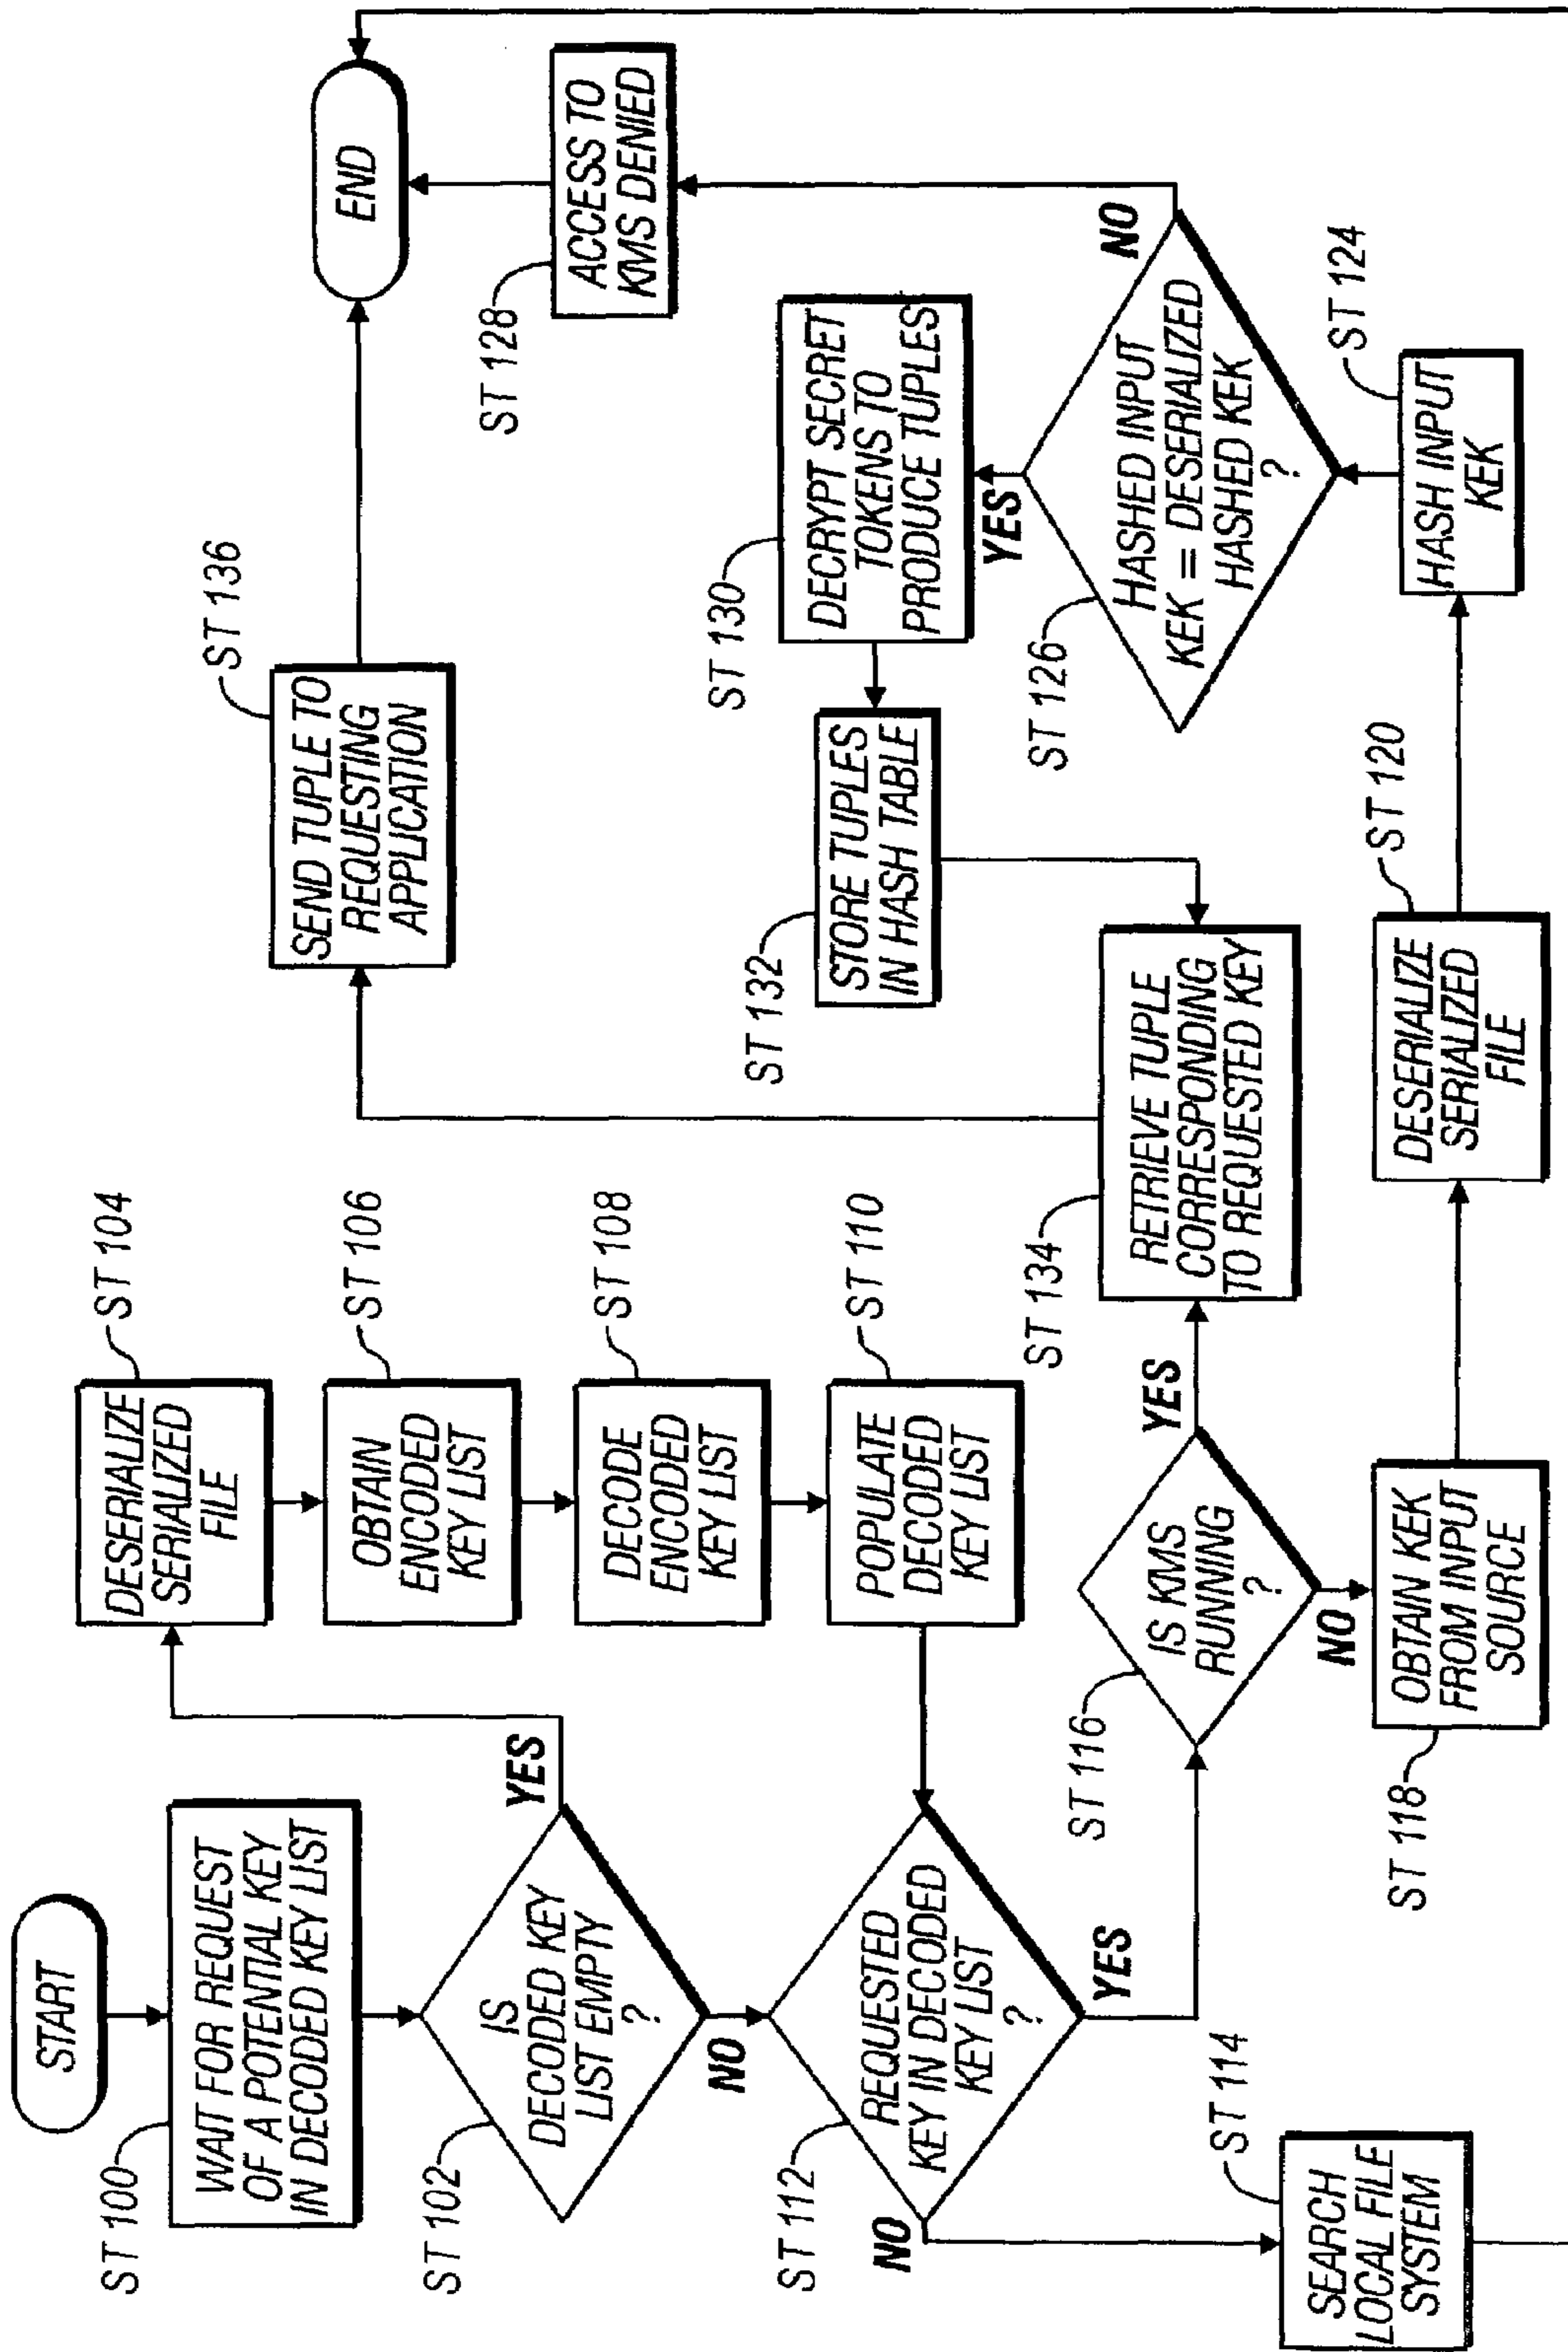 START
ST 100
WAIT FOR REQUEST
OF A POTENTIAL KEY
IN DECODED KEY LIST
ST 102
IS
DECODED KEY
LIST EMPTY
?
YES
NO
DESERIALIZE
SERIALIZED
FILE
ST 104
OBTAIN
ENCODED
KEY LIST
ST 106
DECODE
ENCODED
KEY LIST
ST 108
POPULATE
DECODED
KEY LIST
ST 110
ST 112
REQUESTED
KEY IN DECODED
KEY LIST
?
NO
YES
SEARCH
LOCAL FILE
SYSTEM
ST 114
ST 116
IS KMS
RUNNING
?
YES
NO
ST 118
OBTAIN KEK
FROM INPUT
SOURCE
DESERIALIZE
SERIALIZED
FILE
ST 120
HASH INPUT
KEK
ST 124
ST 126
HASHED INPUT
KEK = DESERIALIZED
HASHED KEK
?
YES
NO
ST 128
ACCESS TO
KMS DENIED
ST 130
DECRYPT SECRET
TOKENS TO
PRODUCE TUPLES
ST 132
STORE TUPLES
IN HASH TABLE
ST 134
RETRIEVE TUPLE
CORRESPONDING
TO REQUESTED KEY
SEND TUPLE TO
REQUESTING
APPLICATION
ST 136
END